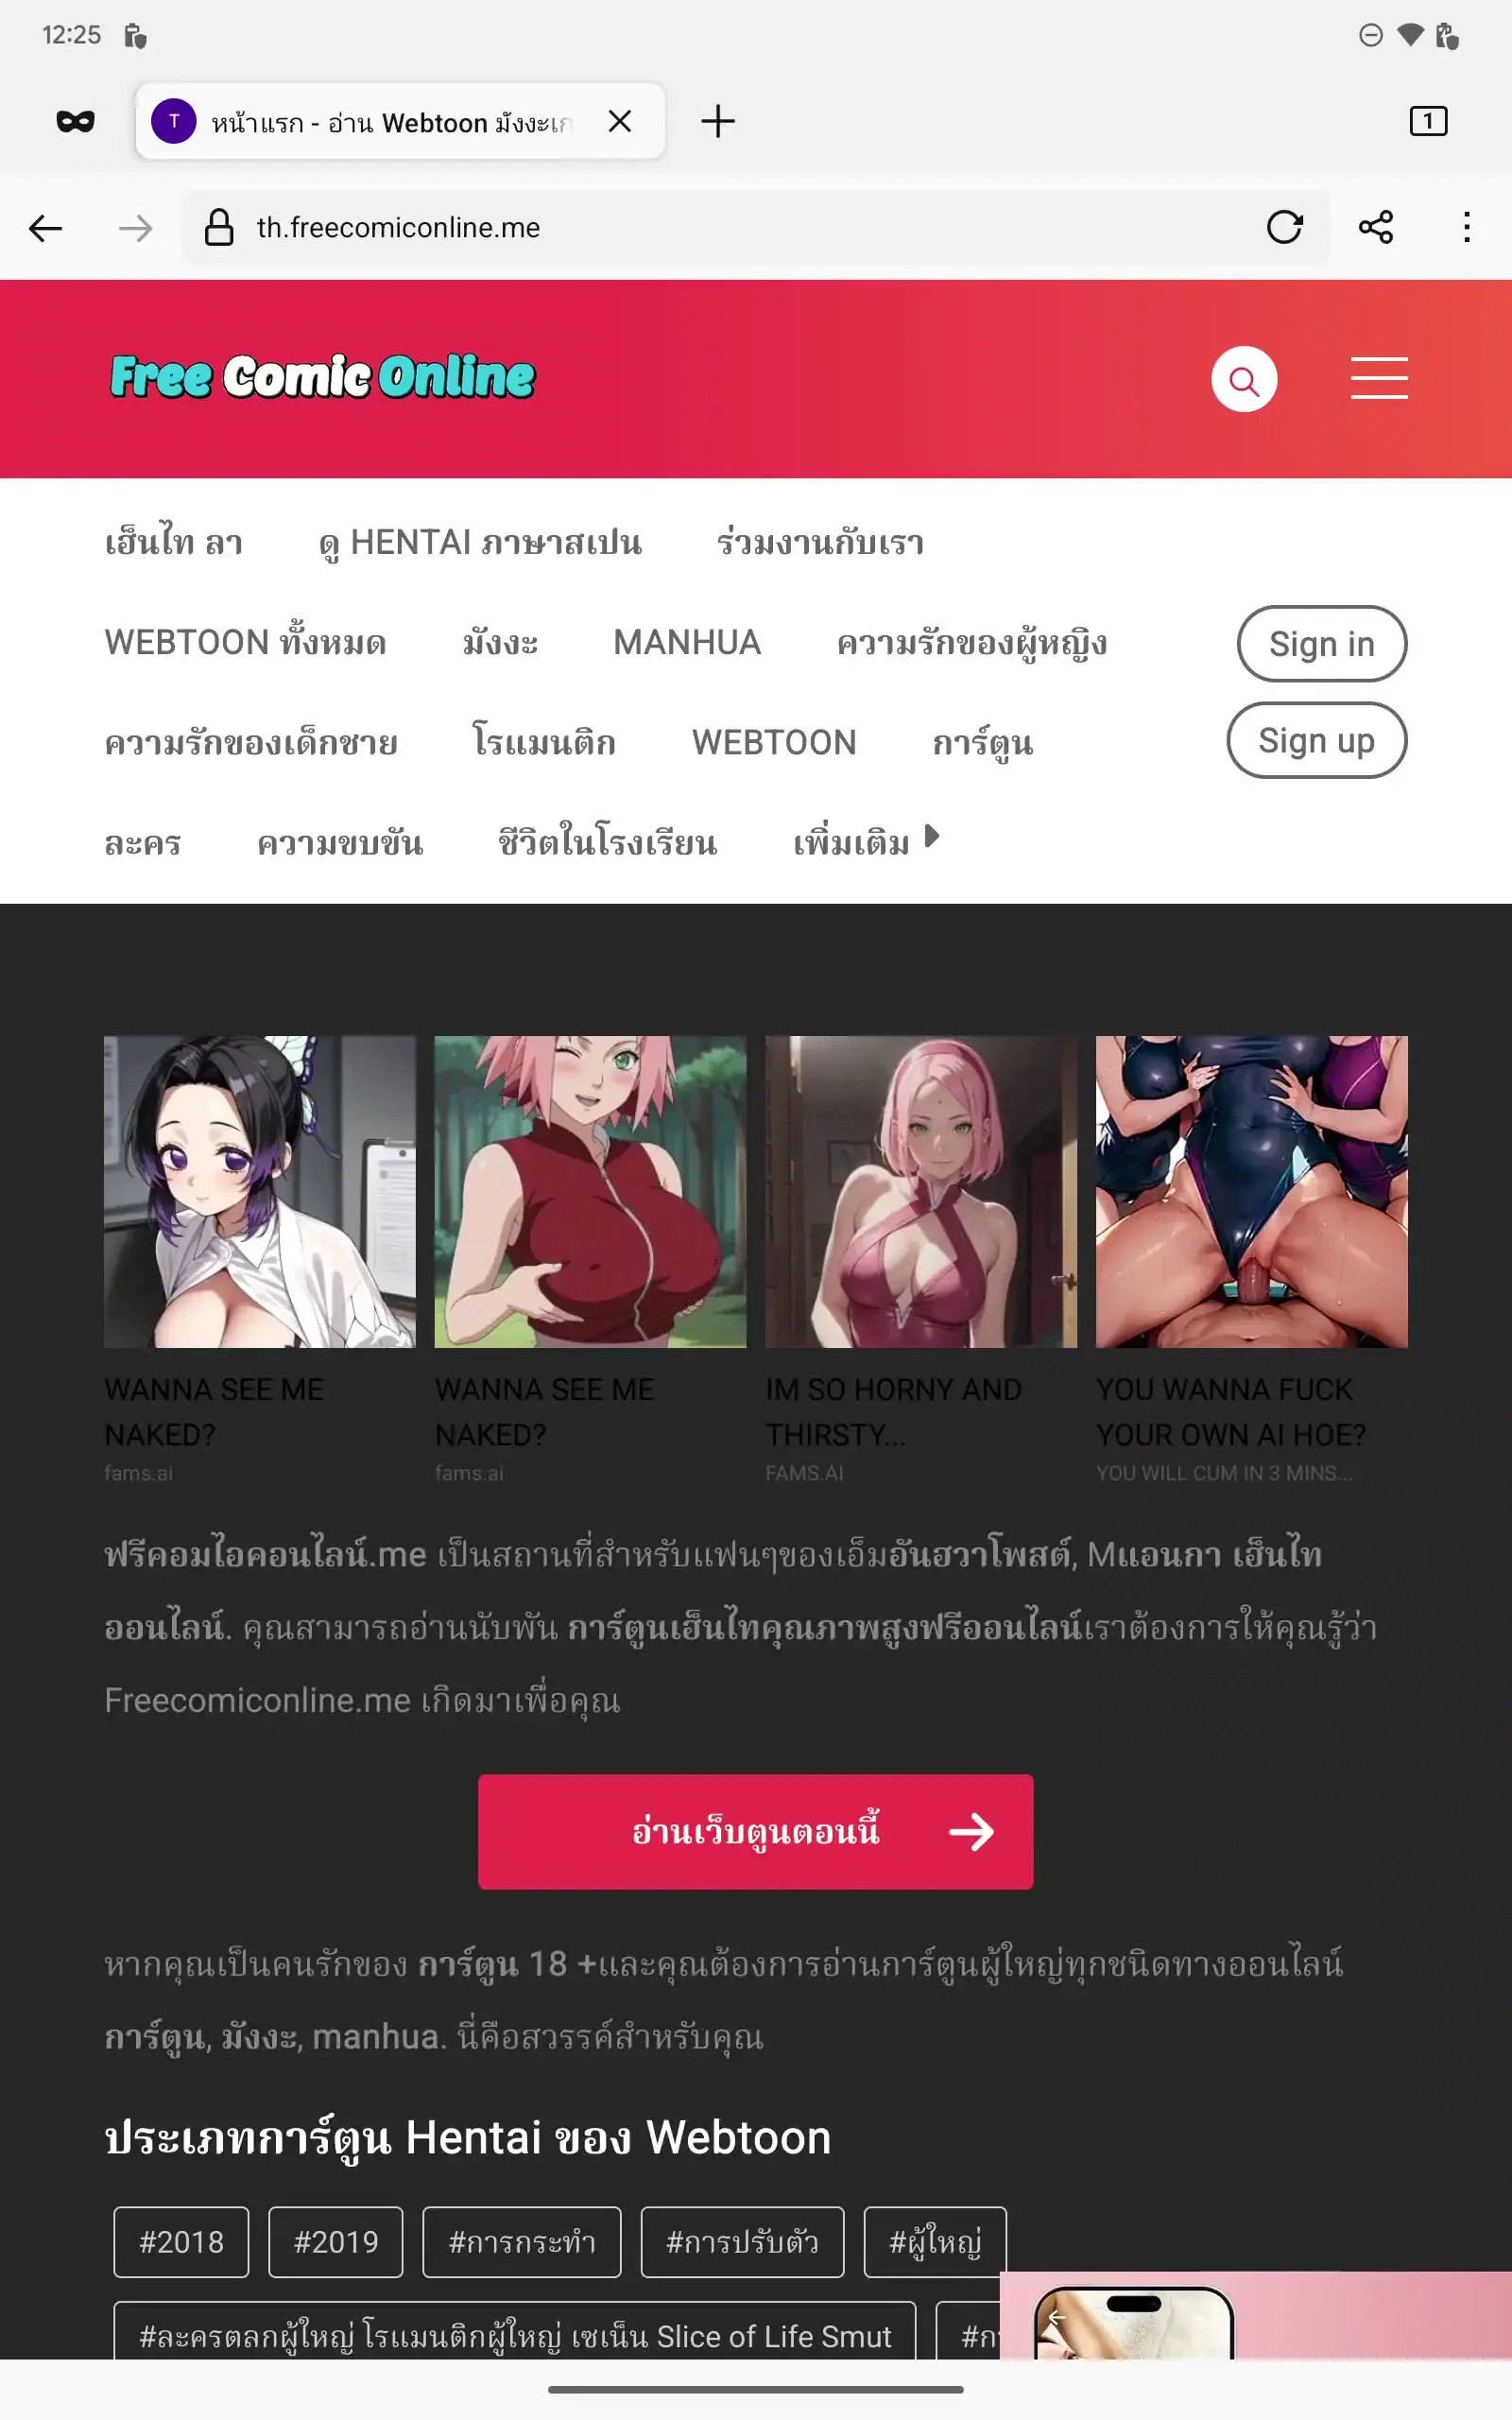 12:25
T หน้าแรก - อ่าน Webtoon มังงะเก
1
th.freecomiconline.me
Free Comic Online
เฮ็นไท ลา ดู HENTAI ภาษาสเปน ร่วมงานกับเรา
WEBTOON ทั้งหมด มังงะ MANHUA ความรักของผู้หญิง Sign in
ความรักของเด็กชาย โรแมนติก WEBTOON การ์ตูน Sign up
ละคร ความขบขัน ชีวิตในโรงเรียน เพิ่มเติม
WANNA SEE ME
NAKED?
fams.ai
WANNA SEE ME
NAKED?
fams.ai
IM SO HORNY AND
THIRSTY...
FAMS.AI
YOU WANNA FUCK
YOUR OWN AI HOE?
YOU WILL CUM IN 3 MINS...
ฟรีคอมไอคอนไลน์.me เป็นสถานที่สำหรับแฟนๆของเอ็มอันฮวาโพสต์, Mแอนกา เฮ็นไท
ออนไลน์. คุณสามารถอ่านนับพัน การ์ตูนเฮ็นไทคุณภาพสูงฟรีออนไลน์เราต้องการให้คุณรู้ว่า
Freecomiconline.me เกิดมาเพื่อคุณ
อ่านเว็บตูนตอนนี้
หากคุณเป็นคนรักของ การ์ตูน 18 +และคุณต้องการอ่านการ์ตูนผู้ใหญ่ทุกชนิดทางออนไลน์
การ์ตูน, มังงะ, manhua. นี่คือสวรรค์สำหรับคุณ
ประเภทการ์ตูน Hentai ของ Webtoon
#2018 #2019 #การกระทำ #การปรับตัว #ผู้ใหญ่
#ละครตลกผู้ใหญ่ โรแมนติกผู้ใหญ่ เซเน็น Slice of Life Smut